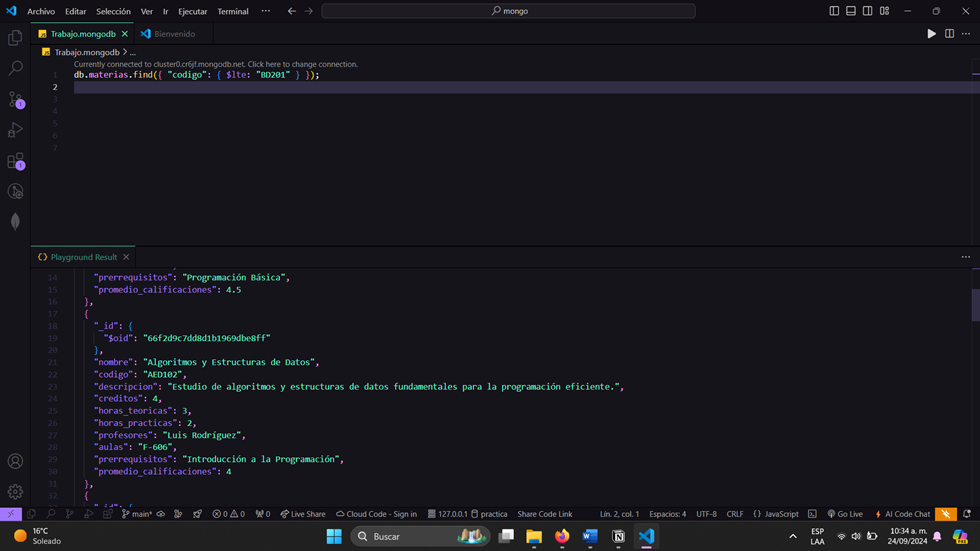 Archivo Editar Selección Ver Ir Ejecutar Terminal ··· mongo
Trabajo.mongodb Bienvenido
Trabajo.mongodb > ...
Currently connected to cluster0.cr6jf.mongodb.net. Click here to change connection.
1 db.materias.find({ "codigo": { $lte: "BD201" } });
2
3
4
5
6
7
Playground Result
14 "prerrequisitos": "Programación Básica",
15 "promedio_calificaciones": 4.5
16 },
17 {
18 "_id": {
19 "$oid": "66f2d9c7dd8d1b1969dbe8ff"
20 },
21 "nombre": "Algoritmos y Estructuras de Datos",
22 "codigo": "AED102",
23 "descripcion": "Estudio de algoritmos y estructuras de datos fundamentales para la programación eficiente.",
24 "creditos": 4,
25 "horas_teoricas": 3,
26 "horas_practicas": 2,
27 "profesores": "Luis Rodríguez",
28 "aulas": "F-606",
29 "prerrequisitos": "Introducción a la Programación",
30 "promedio_calificaciones": 4
31 },
32 {
main* 0 0 0 Live Share Cloud Code - Sign in 127.0.0.1 practica Share Code Link Lín. 2, col. 1 Espacios: 4 UTF-8 CRLF {} JavaScript Go Live AI Code Chat
16°C
Soleado
Buscar
ESP
LAA
10:34 a. m.
24/09/2024